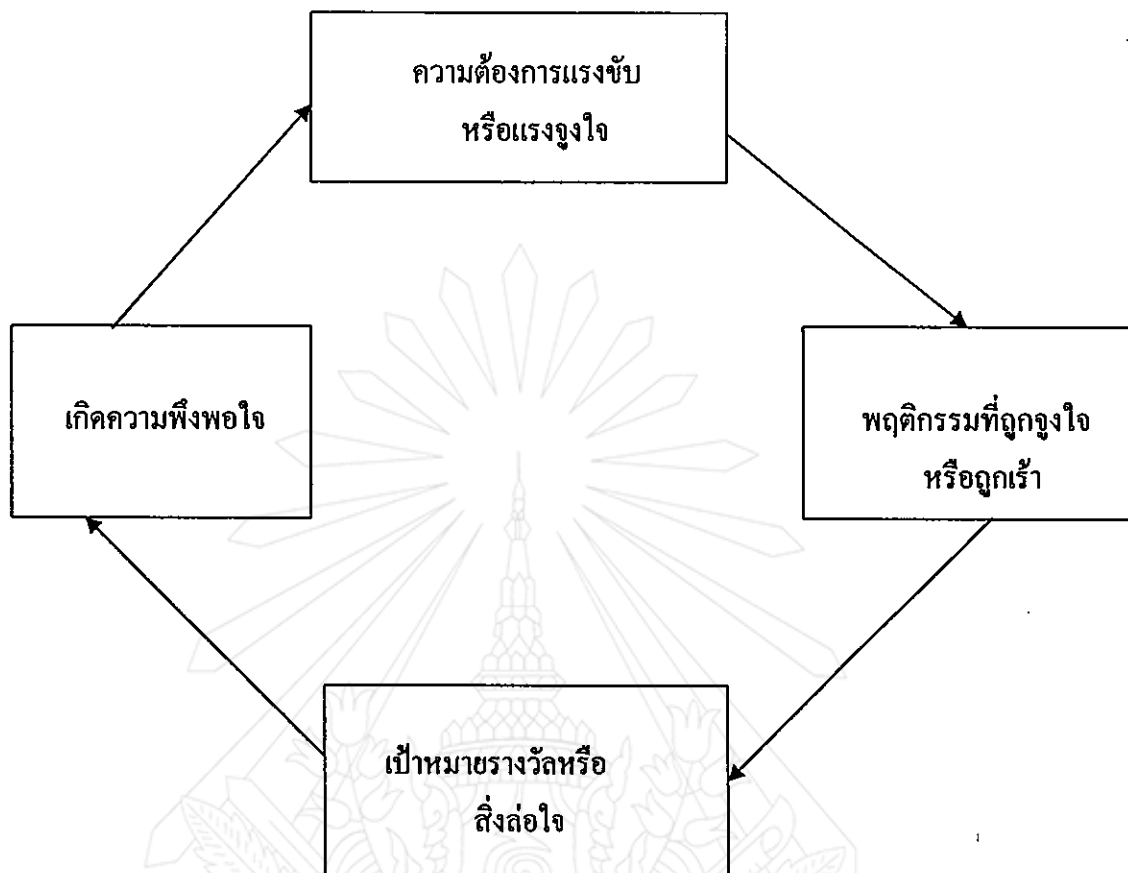 ความต้องการแรงขับ
หรือแรงจูงใจ
เกิดความพึงพอใจ
พฤติกรรมที่ถูกจูงใจ
หรือถูกเร้า
เป้าหมายรางวัลหรือ
สิ่งล่อใจ